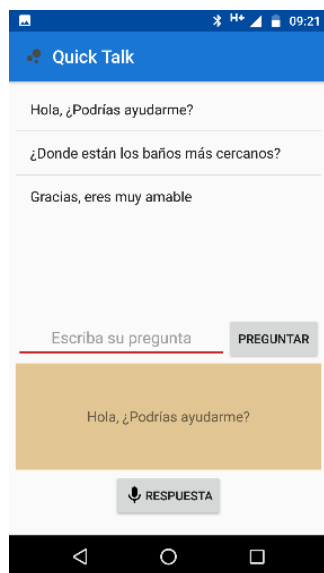 H+ 09:21
Quick Talk
Hola, ¿Podrías ayudarme?
¿Donde están los baños más cercanos?
Gracias, eres muy amable
Escriba su pregunta PREGUNTAR
Hola, ¿Podrías ayudarme?
RESPUESTA